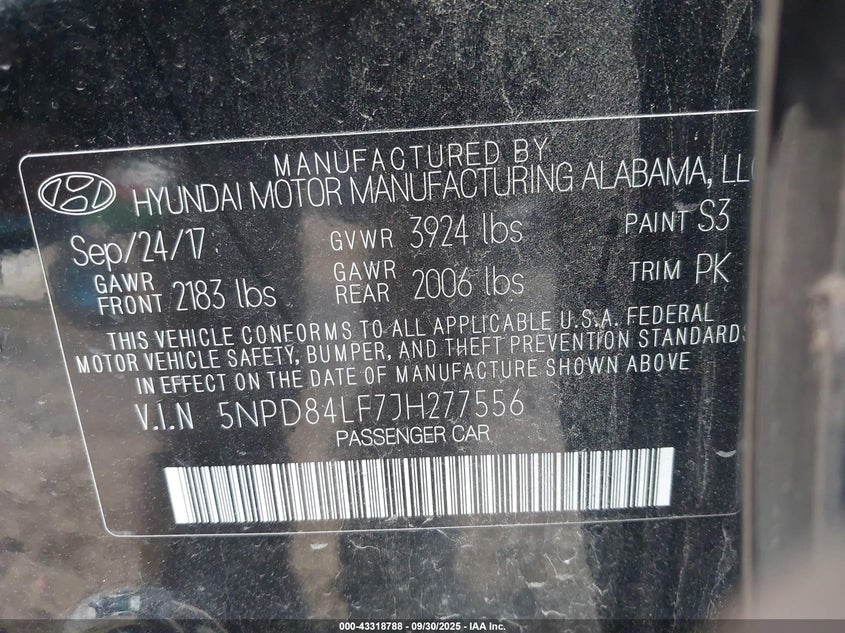 MANUFACTURED BY
HYUNDAI MOTOR MANUFACTURING ALABAMA, LLC
Sep/24/17 GVWR 3924 lbs PAINT S3
GAWR FRONT 2183 lbs GAWR REAR 2006 lbs TRIM PK
THIS VEHICLE CONFORMS TO ALL APPLICABLE U.S.A. FEDERAL
MOTOR VEHICLE SAFETY, BUMPER, AND THEFT PREVENTION STANDARDS
IN EFFECT ON THE DATE OF MANUFACTURE SHOWN ABOVE
V.I.N 5NPD84LF7JH277556
PASSENGER CAR
000-43318788 - 09/30/2025 - IAA Inc.